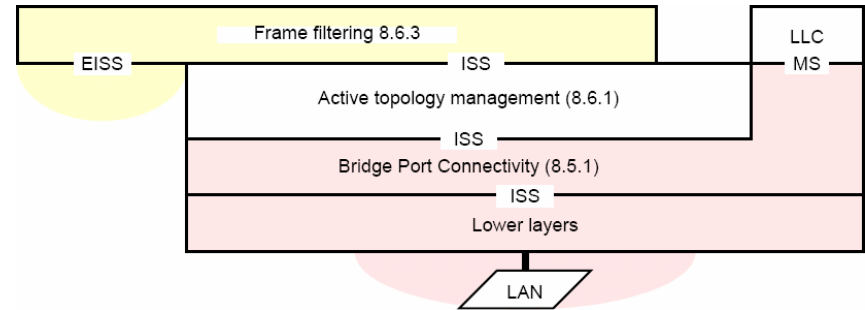 Frame filtering 8.6.3
LLC
EISS
ISS
MS
Active topology management (8.6.1)
ISS
Bridge Port Connectivity (8.5.1)
ISS
Lower layers
LAN